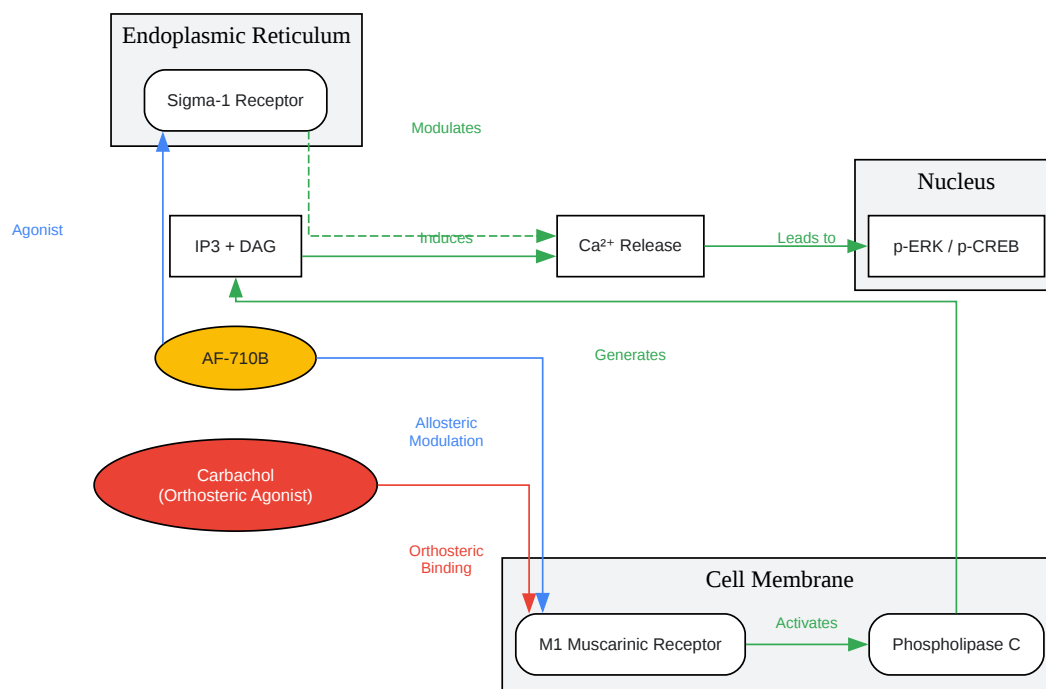 Endoplasmic Reticulum
Sigma-1 Receptor
Modulates
Nucleus
Agonist
IP3 + DAG
Induces
Ca²⁺ Release
Leads to
p-ERK / p-CREB
AF-710B
Generates
Allosteric
Modulation
Carbachol
(Orthosteric Agonist)
Orthosteric
Binding
Cell Membrane
M1 Muscarinic Receptor
Activates
Phospholipase C